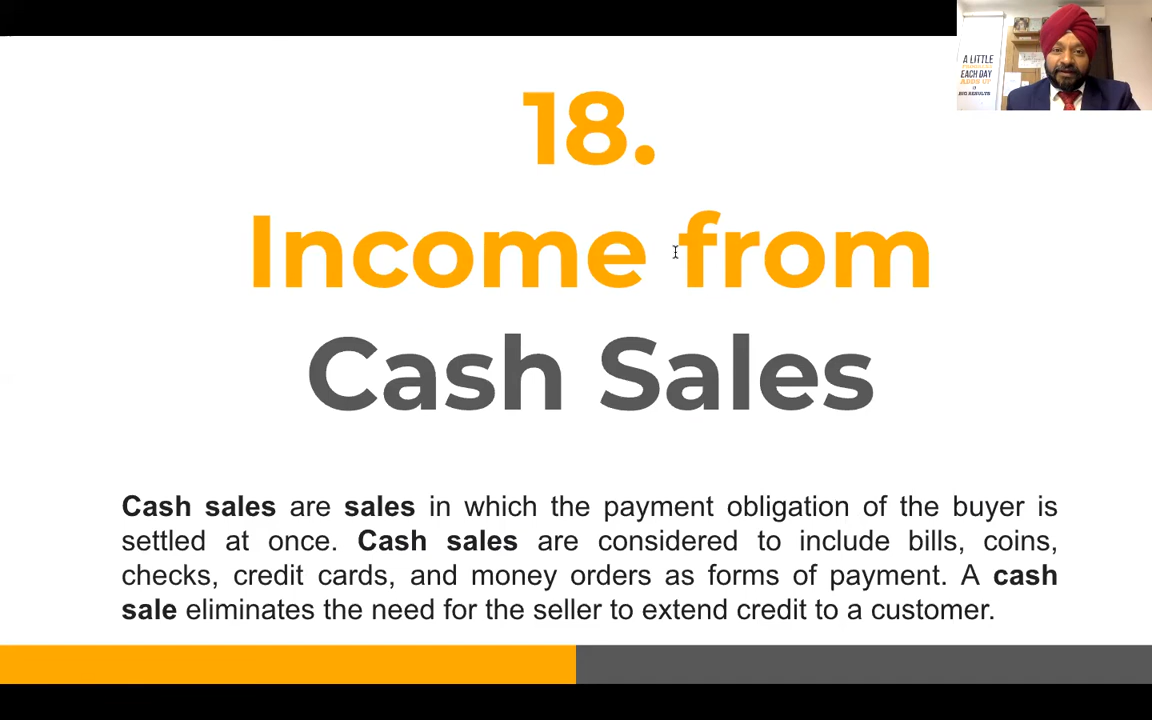 18.
Income from
Cash Sales
Cash sales are sales in which the payment obligation of the buyer is
settled at once. Cash sales are considered to include bills, coins,
checks, credit cards, and money orders as forms of payment. A cash
sale eliminates the need for the seller to extend credit to a customer.
A LITTLE
EACH DAY
BIG RESULTS